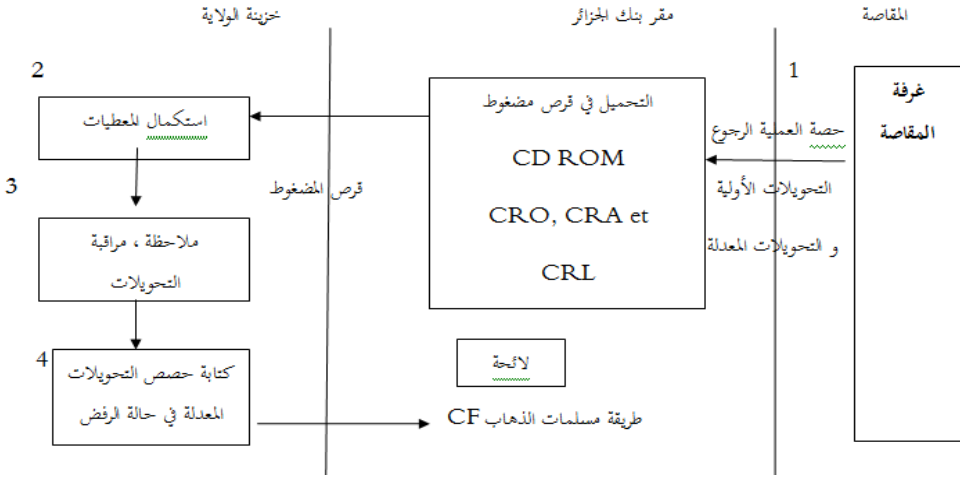 المقاصة
مقر بنك الجزائر
خزينة الولاية
1
غرفة
المقاصة
حصة العملية الرجوع
التحويلات الأولية
و التحويلات المعدلة
التحميل في قرص مضغوط
CD ROM
CRO, CRA et
CRL
قرص المضغوط
2
استكمال المعطيات
3
ملاحظة ، مراقبة
التحويلات
4
كتابة حصص التحويلات
المعدلة في حالة الرفض
لائحة
طريقة مسلمات الذهاب CF